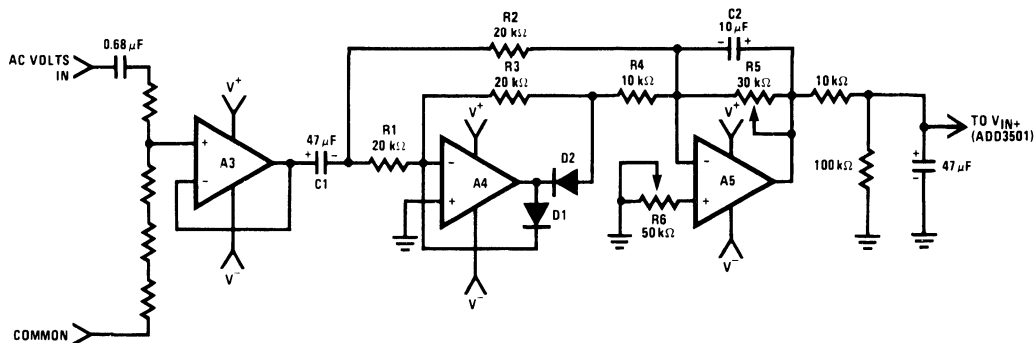 AC VOLTS
IN
0.68 μF
V+
+
−
A3
V−
COMMON
+ −
47 μF
C1
R1
20 kΩ
R2
20 kΩ
R3
20 kΩ
V+
−
+
A4
V−
D2
D1
R4
10 kΩ
C2
10 μF
− +
R5
30 kΩ
V+
−
+
A5
V−
R6
50 kΩ
10 kΩ
100 kΩ
+
−
47 μF
TO VIN+
(ADD3501)